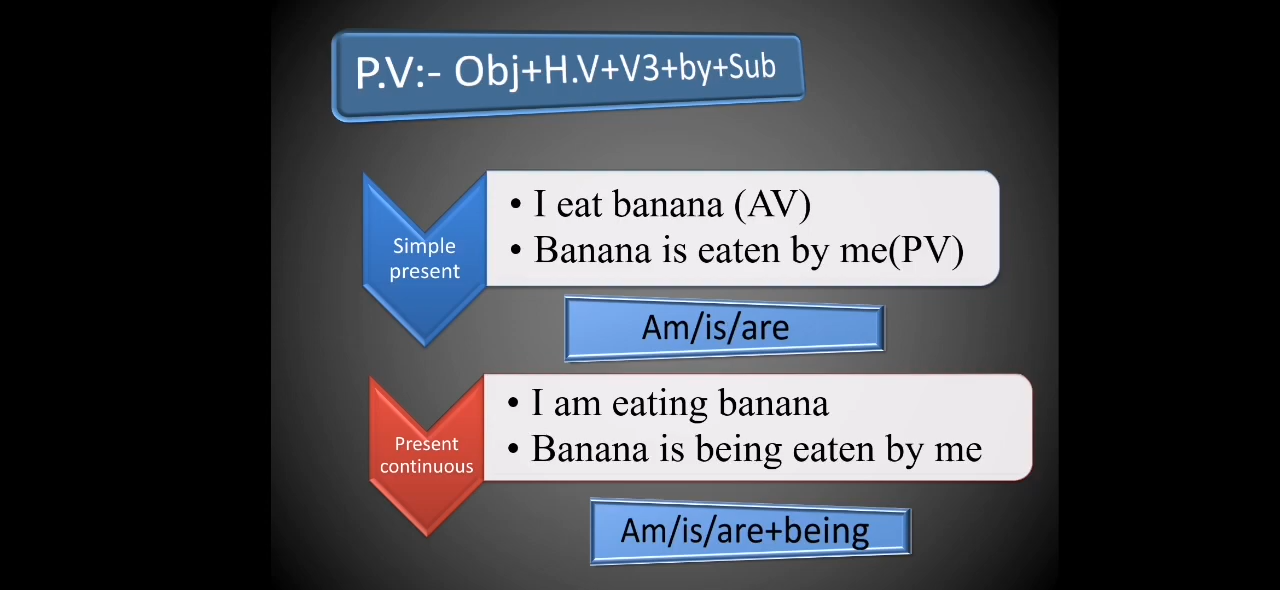 P.V:- Obj+H.V+V3+by+Sub
Simple
present
• I eat banana (AV)
• Banana is eaten by me(PV)
Am/is/are
Present
continuous
• I am eating banana
• Banana is being eaten by me
Am/is/are+being